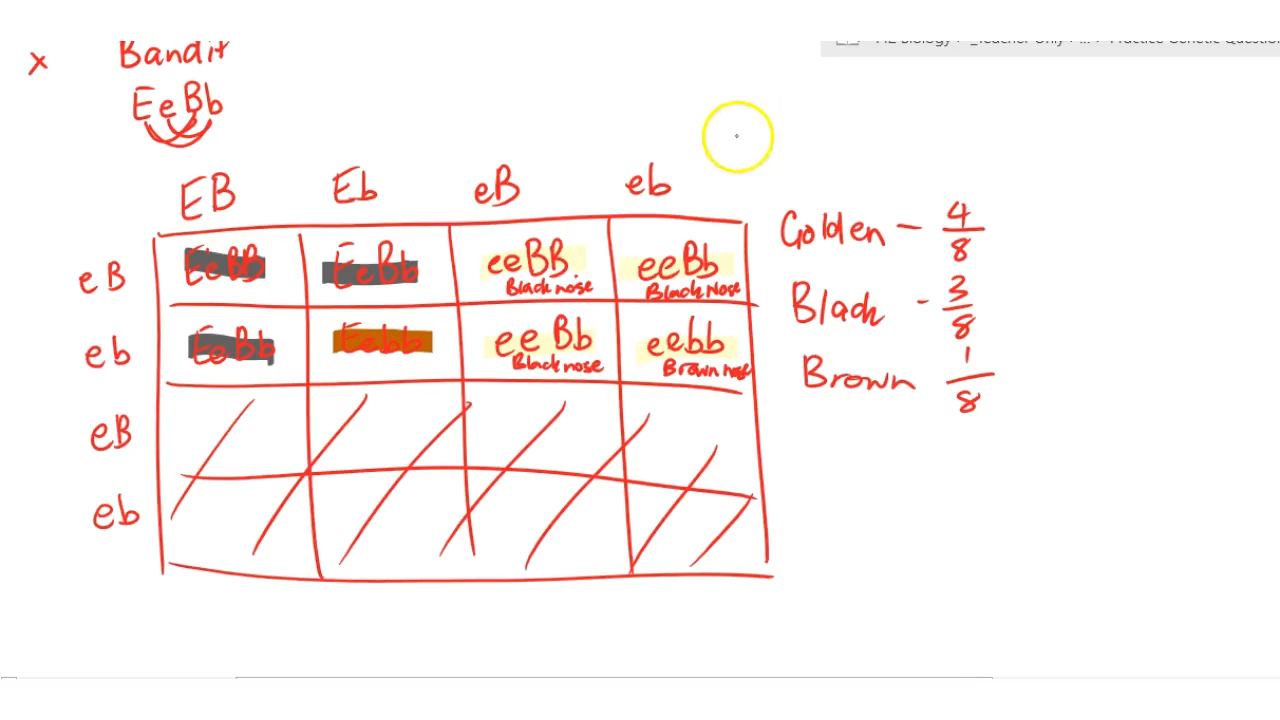 x Bandit
EeBb
EB Eb eB eb
eB EeBB EeBb eeBB eeBb
Black nose Black Nose
eb EeBb Eebb eeBb eebb
Black nose Brown nose
eB
eb
Golden - 4/8
Black - 3/8
Brown 1/8